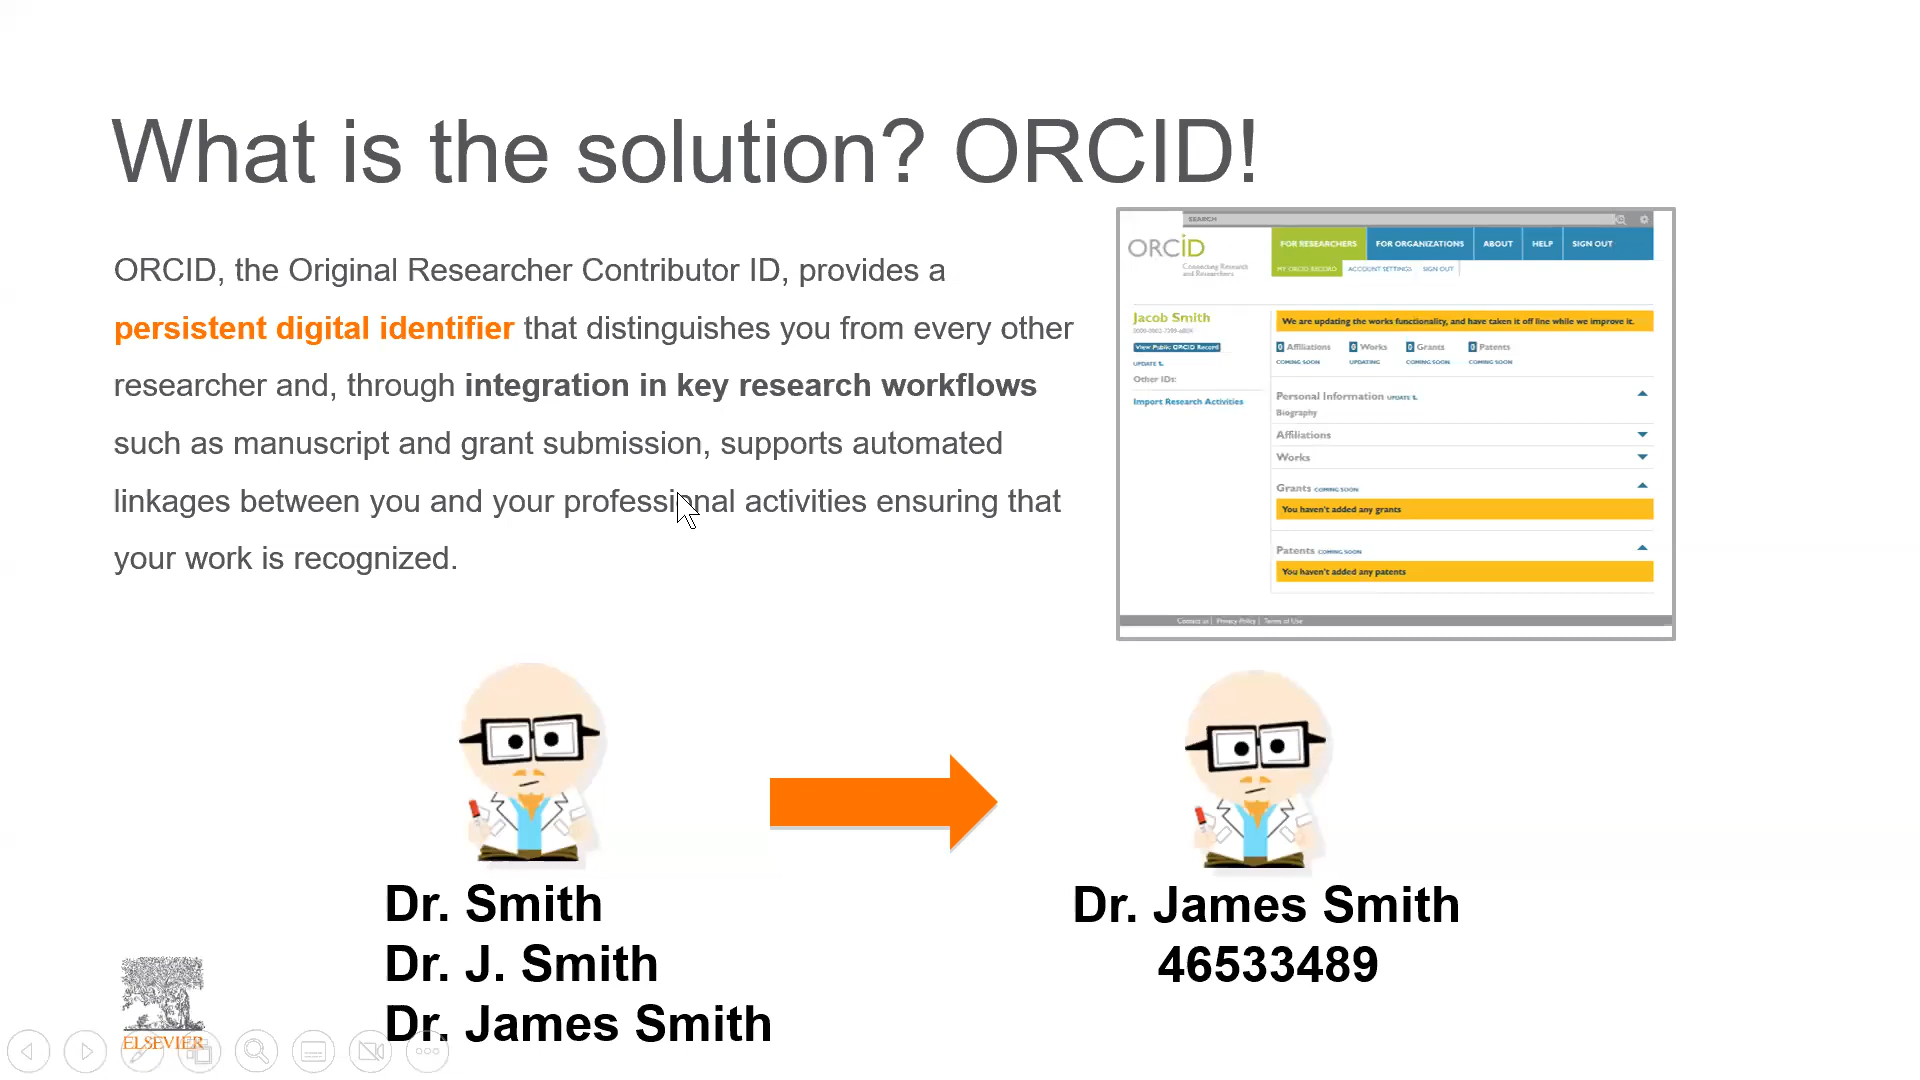 What is the solution? ORCID!
ORCID, the Original Researcher Contributor ID, provides a
persistent digital identifier that distinguishes you from every other
researcher and, through integration in key research workflows
such as manuscript and grant submission, supports automated
linkages between you and your professional activities ensuring that
your work is recognized.
SEARCH
ORCID
Connecting Research
and Researchers
FOR RESEARCHERS FOR ORGANIZATIONS ABOUT HELP SIGN OUT
MY ORCID RECORD ACCOUNT SETTINGS SIGN OUT
Jacob Smith
View Public ORCID Record
UPDATE
Other IDs:
Import Research Activities
We are updating the works functionality, and have taken it off line while we improve it.
0 Affiliations 0 Works 0 Grants 0 Patents
COMING SOON UPDATING COMING SOON COMING SOON
Personal Information UPDATE
Biography
Affiliations
Works
Grants COMING SOON
You haven't added any grants
Patents COMING SOON
You haven't added any patents
Contact us | Privacy Policy | Terms of Use
Dr. Smith
Dr. J. Smith
Dr. James Smith
Dr. James Smith
46533489
ELSEVIER